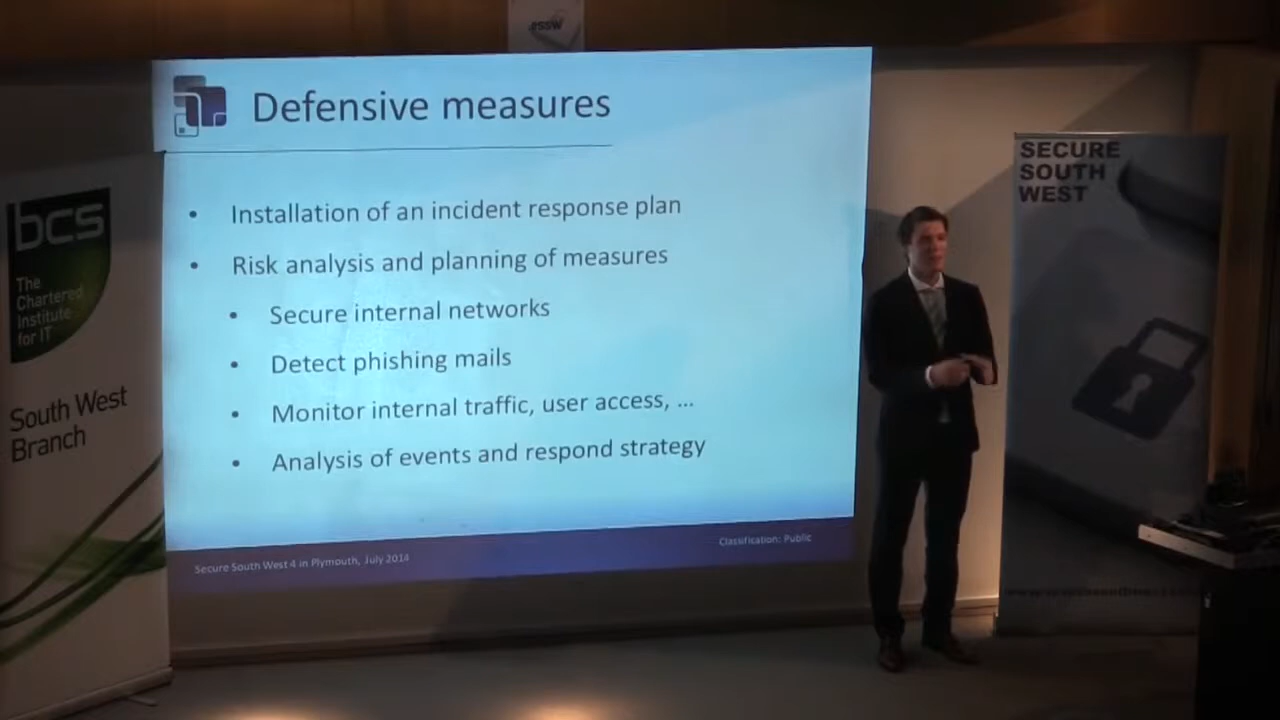 #SSW
Defensive measures
• Installation of an incident response plan
• Risk analysis and planning of measures
• Secure internal networks
• Detect phishing mails
• Monitor internal traffic, user access, ...
• Analysis of events and respond strategy
Secure South West 4 in Plymouth, July 2014
Classification: Public
bcs
The
Chartered
Institute
for IT
South West
Branch
SECURE
SOUTH
WEST